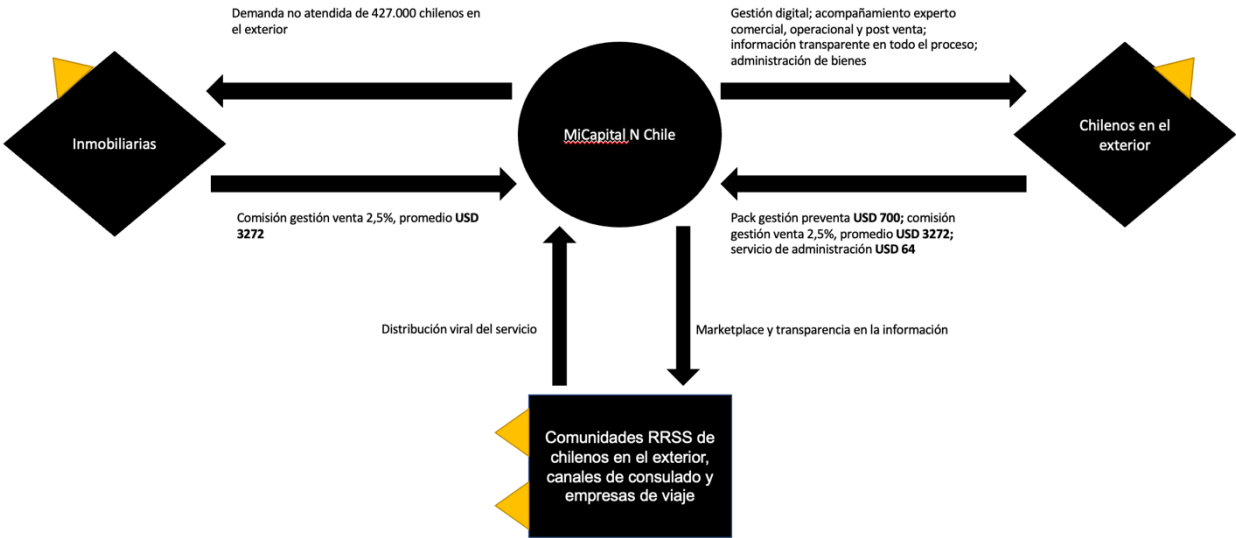 Demanda no atendida de 427.000 chilenos en
el exterior
Gestión digital; acompañamiento experto
comercial, operacional y post venta;
información transparente en todo el proceso;
administración de bienes
Inmobiliarias
MiCapital N Chile
Chilenos en el
exterior
Comisión gestión venta 2,5%, promedio USD
3272
Pack gestión preventa USD 700; comisión
gestión venta 2,5%, promedio USD 3272;
servicio de administración USD 64
Distribución viral del servicio
Marketplace y transparencia en la información
Comunidades RRSS de
chilenos en el exterior,
canales de consulado y
empresas de viaje